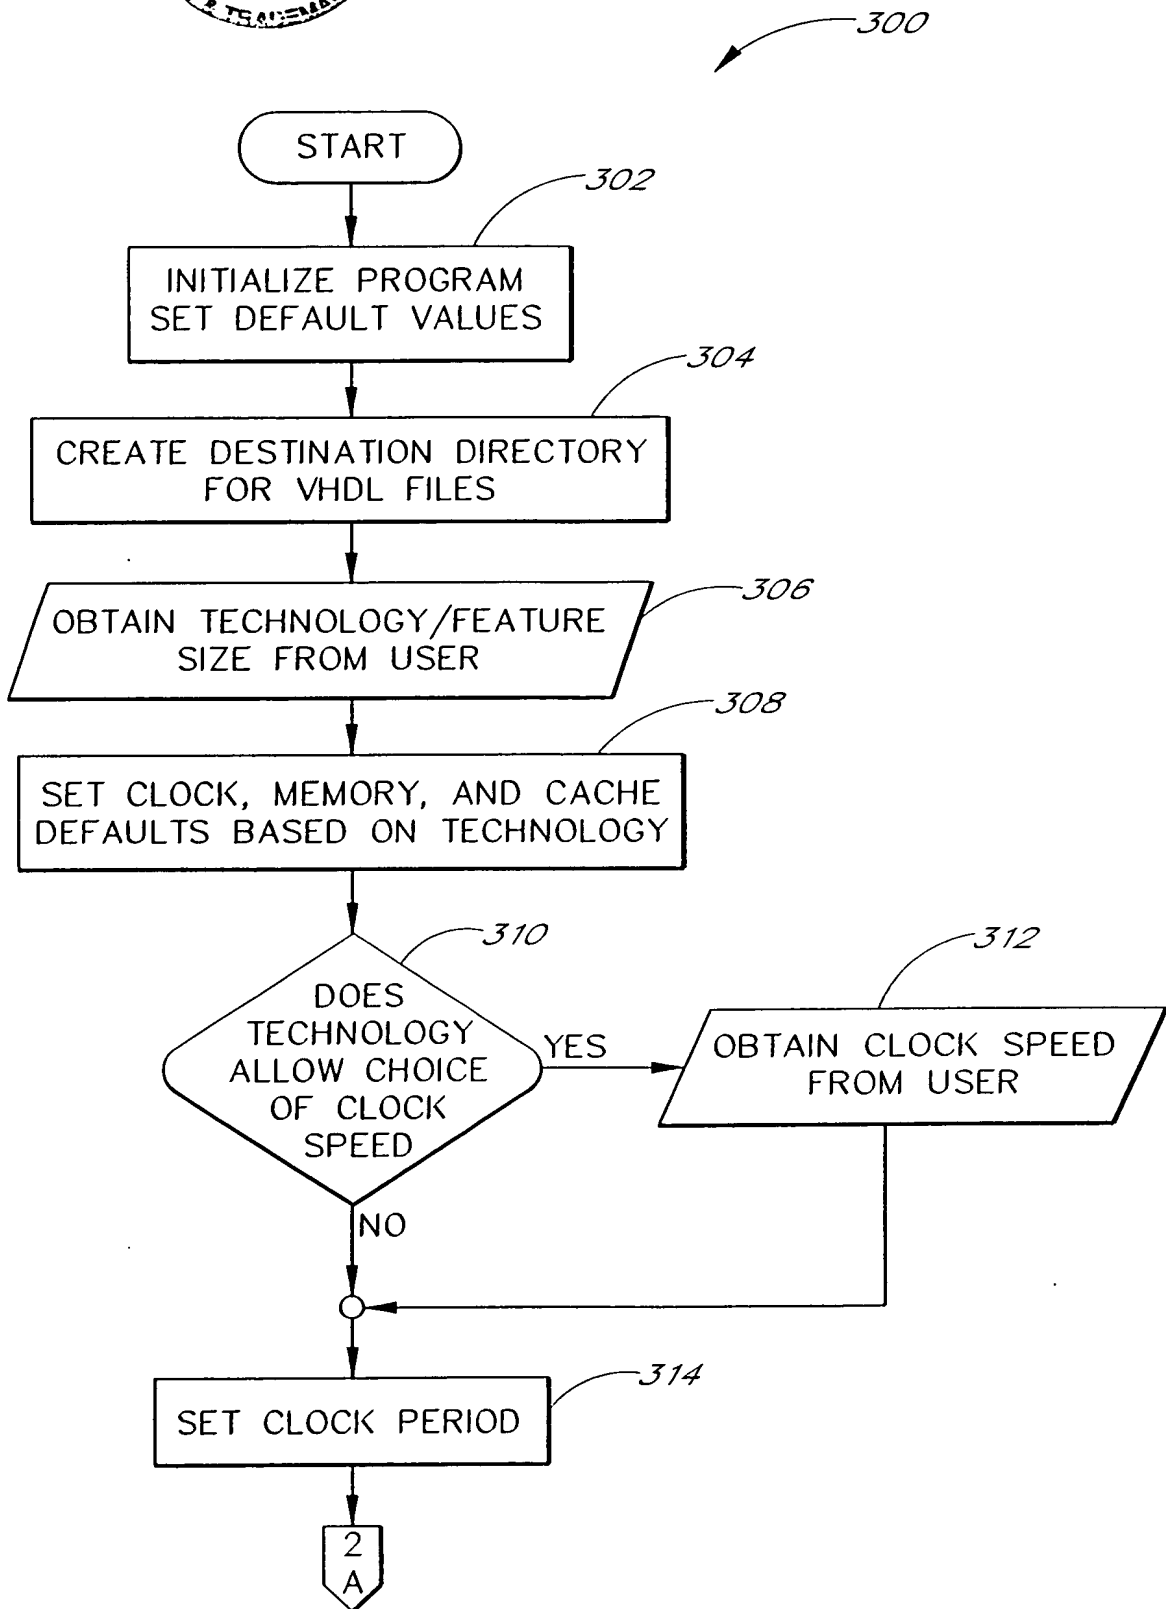 & TRADEMA
300
START
302
INITIALIZE PROGRAM
SET DEFAULT VALUES
304
CREATE DESTINATION DIRECTORY
FOR VHDL FILES
306
OBTAIN TECHNOLOGY/FEATURE
SIZE FROM USER
308
SET CLOCK, MEMORY, AND CACHE
DEFAULTS BASED ON TECHNOLOGY
310
DOES
TECHNOLOGY
ALLOW CHOICE
OF CLOCK
SPEED
YES
312
OBTAIN CLOCK SPEED
FROM USER
NO
314
SET CLOCK PERIOD
2
A